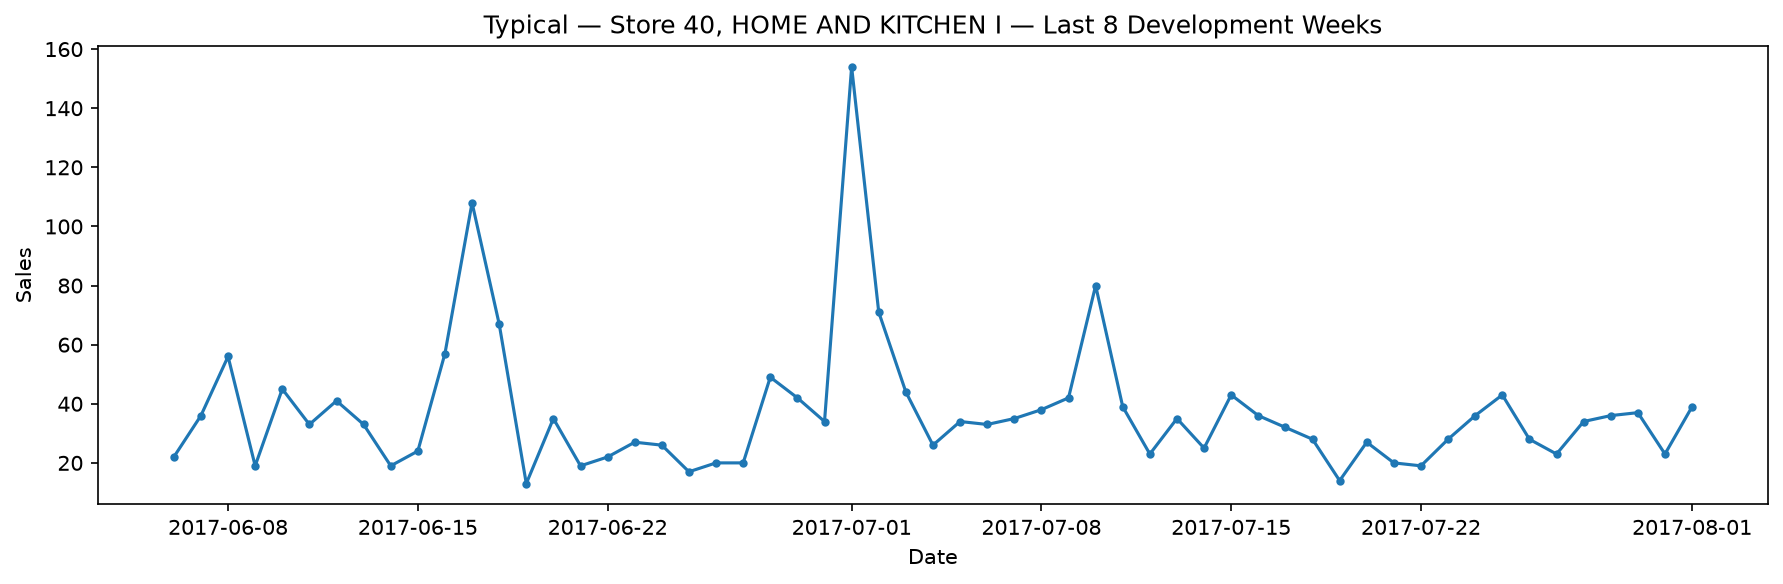 Typical — Store 40, HOME AND KITCHEN I — Last 8 Development Weeks
160
140
120
100
80
60
40
20
Sales
2017-06-08 2017-06-15 2017-06-22 2017-07-01 2017-07-08 2017-07-15 2017-07-22 2017-08-01
Date